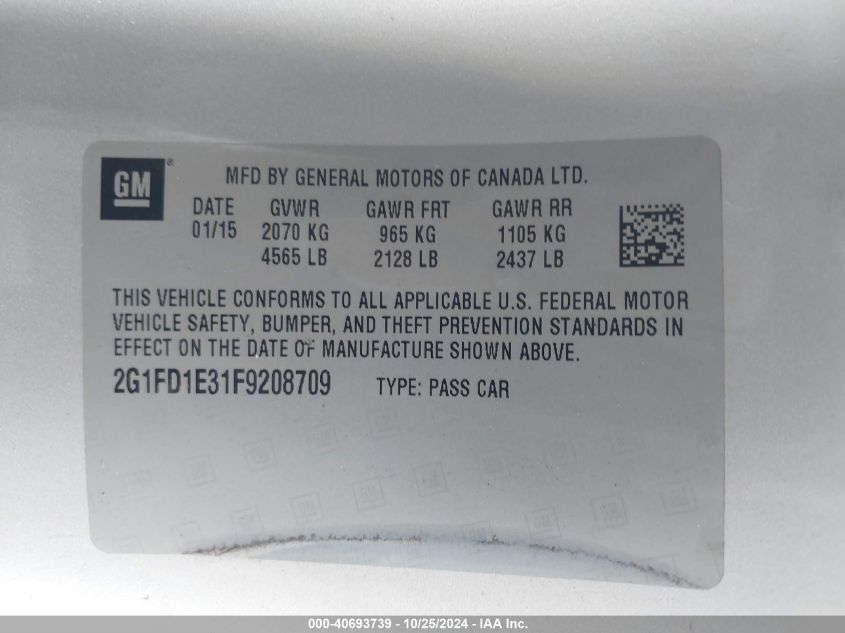 GM®
MFD BY GENERAL MOTORS OF CANADA LTD.
DATE GVWR GAWR FRT GAWR RR
01/15 2070 KG 965 KG 1105 KG
4565 LB 2128 LB 2437 LB
THIS VEHICLE CONFORMS TO ALL APPLICABLE U.S. FEDERAL MOTOR
VEHICLE SAFETY, BUMPER, AND THEFT PREVENTION STANDARDS IN
EFFECT ON THE DATE OF MANUFACTURE SHOWN ABOVE.
2G1FD1E31F9208709 TYPE: PASS CAR
000-40693739 - 10/25/2024 - IAA Inc.